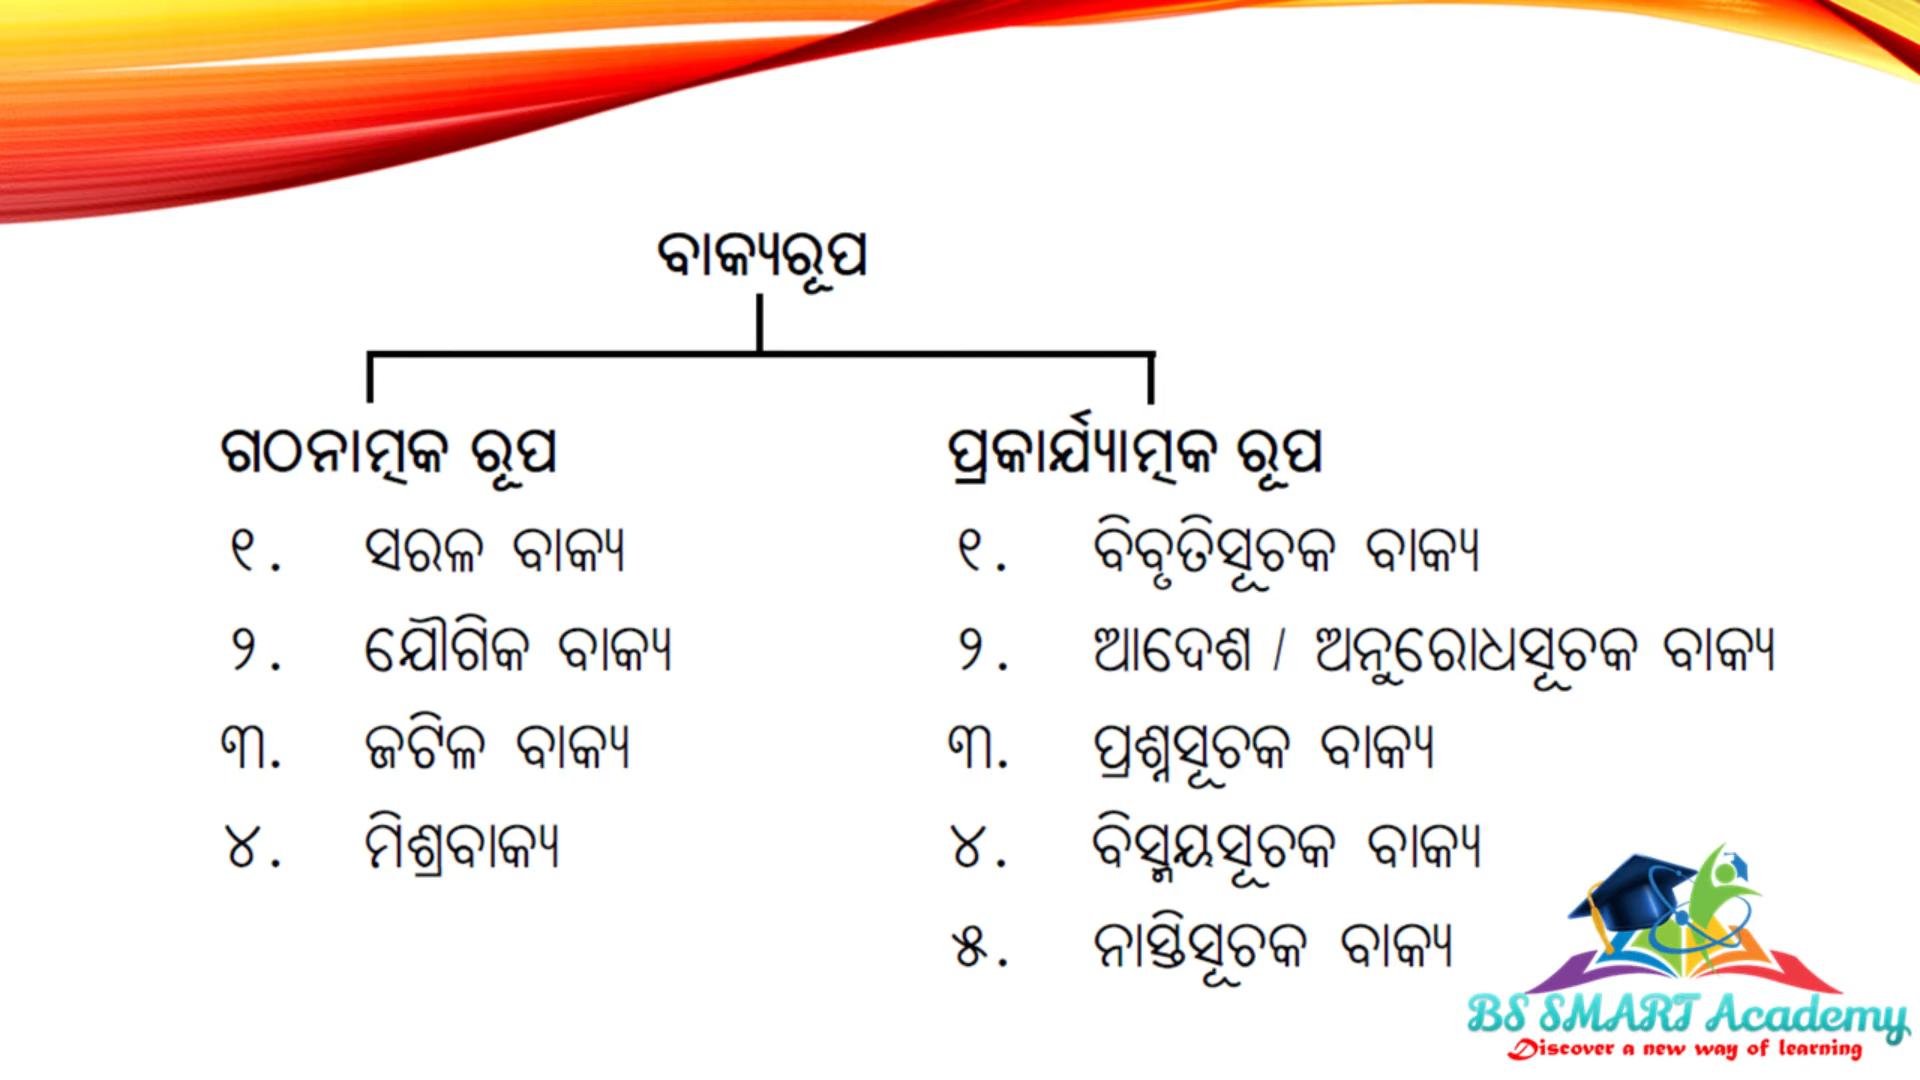 ବାକ୍ୟରୂପ
ଗଠନାତ୍ମକ ରୂପ
୧. ସରଳ ବାକ୍ୟ
୨. ଯୌଗିକ ବାକ୍ୟ
୩. ଜଟିଳ ବାକ୍ୟ
୪. ମିଶ୍ରବାକ୍ୟ
ପ୍ରକାର୍ଯ୍ୟାତ୍ମକ ରୂପ
୧. ବିବୃତିସୂଚକ ବାକ୍ୟ
୨. ଆଦେଶ / ଅନୁରୋଧସୂଚକ ବାକ୍ୟ
୩. ପ୍ରଶ୍ନସୂଚକ ବାକ୍ୟ
୪. ବିସ୍ମୟସୂଚକ ବାକ୍ୟ
୫. ନାସ୍ତିସୂଚକ ବାକ୍ୟ
BS SMART Academy
Discover a new way of learning